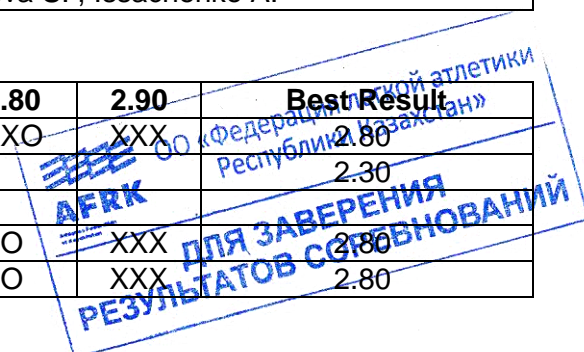 .80 2.90 Best Result
XO XXX 2.80
2.30
O XXX 2.80
O XXX 2.80
ОО «Федерация легкой атлетики
Республики Казахстан»
AFRK
ДЛЯ ЗАВЕРЕНИЯ
РЕЗУЛЬТАТОВ СОРЕВНОВАНИЙ